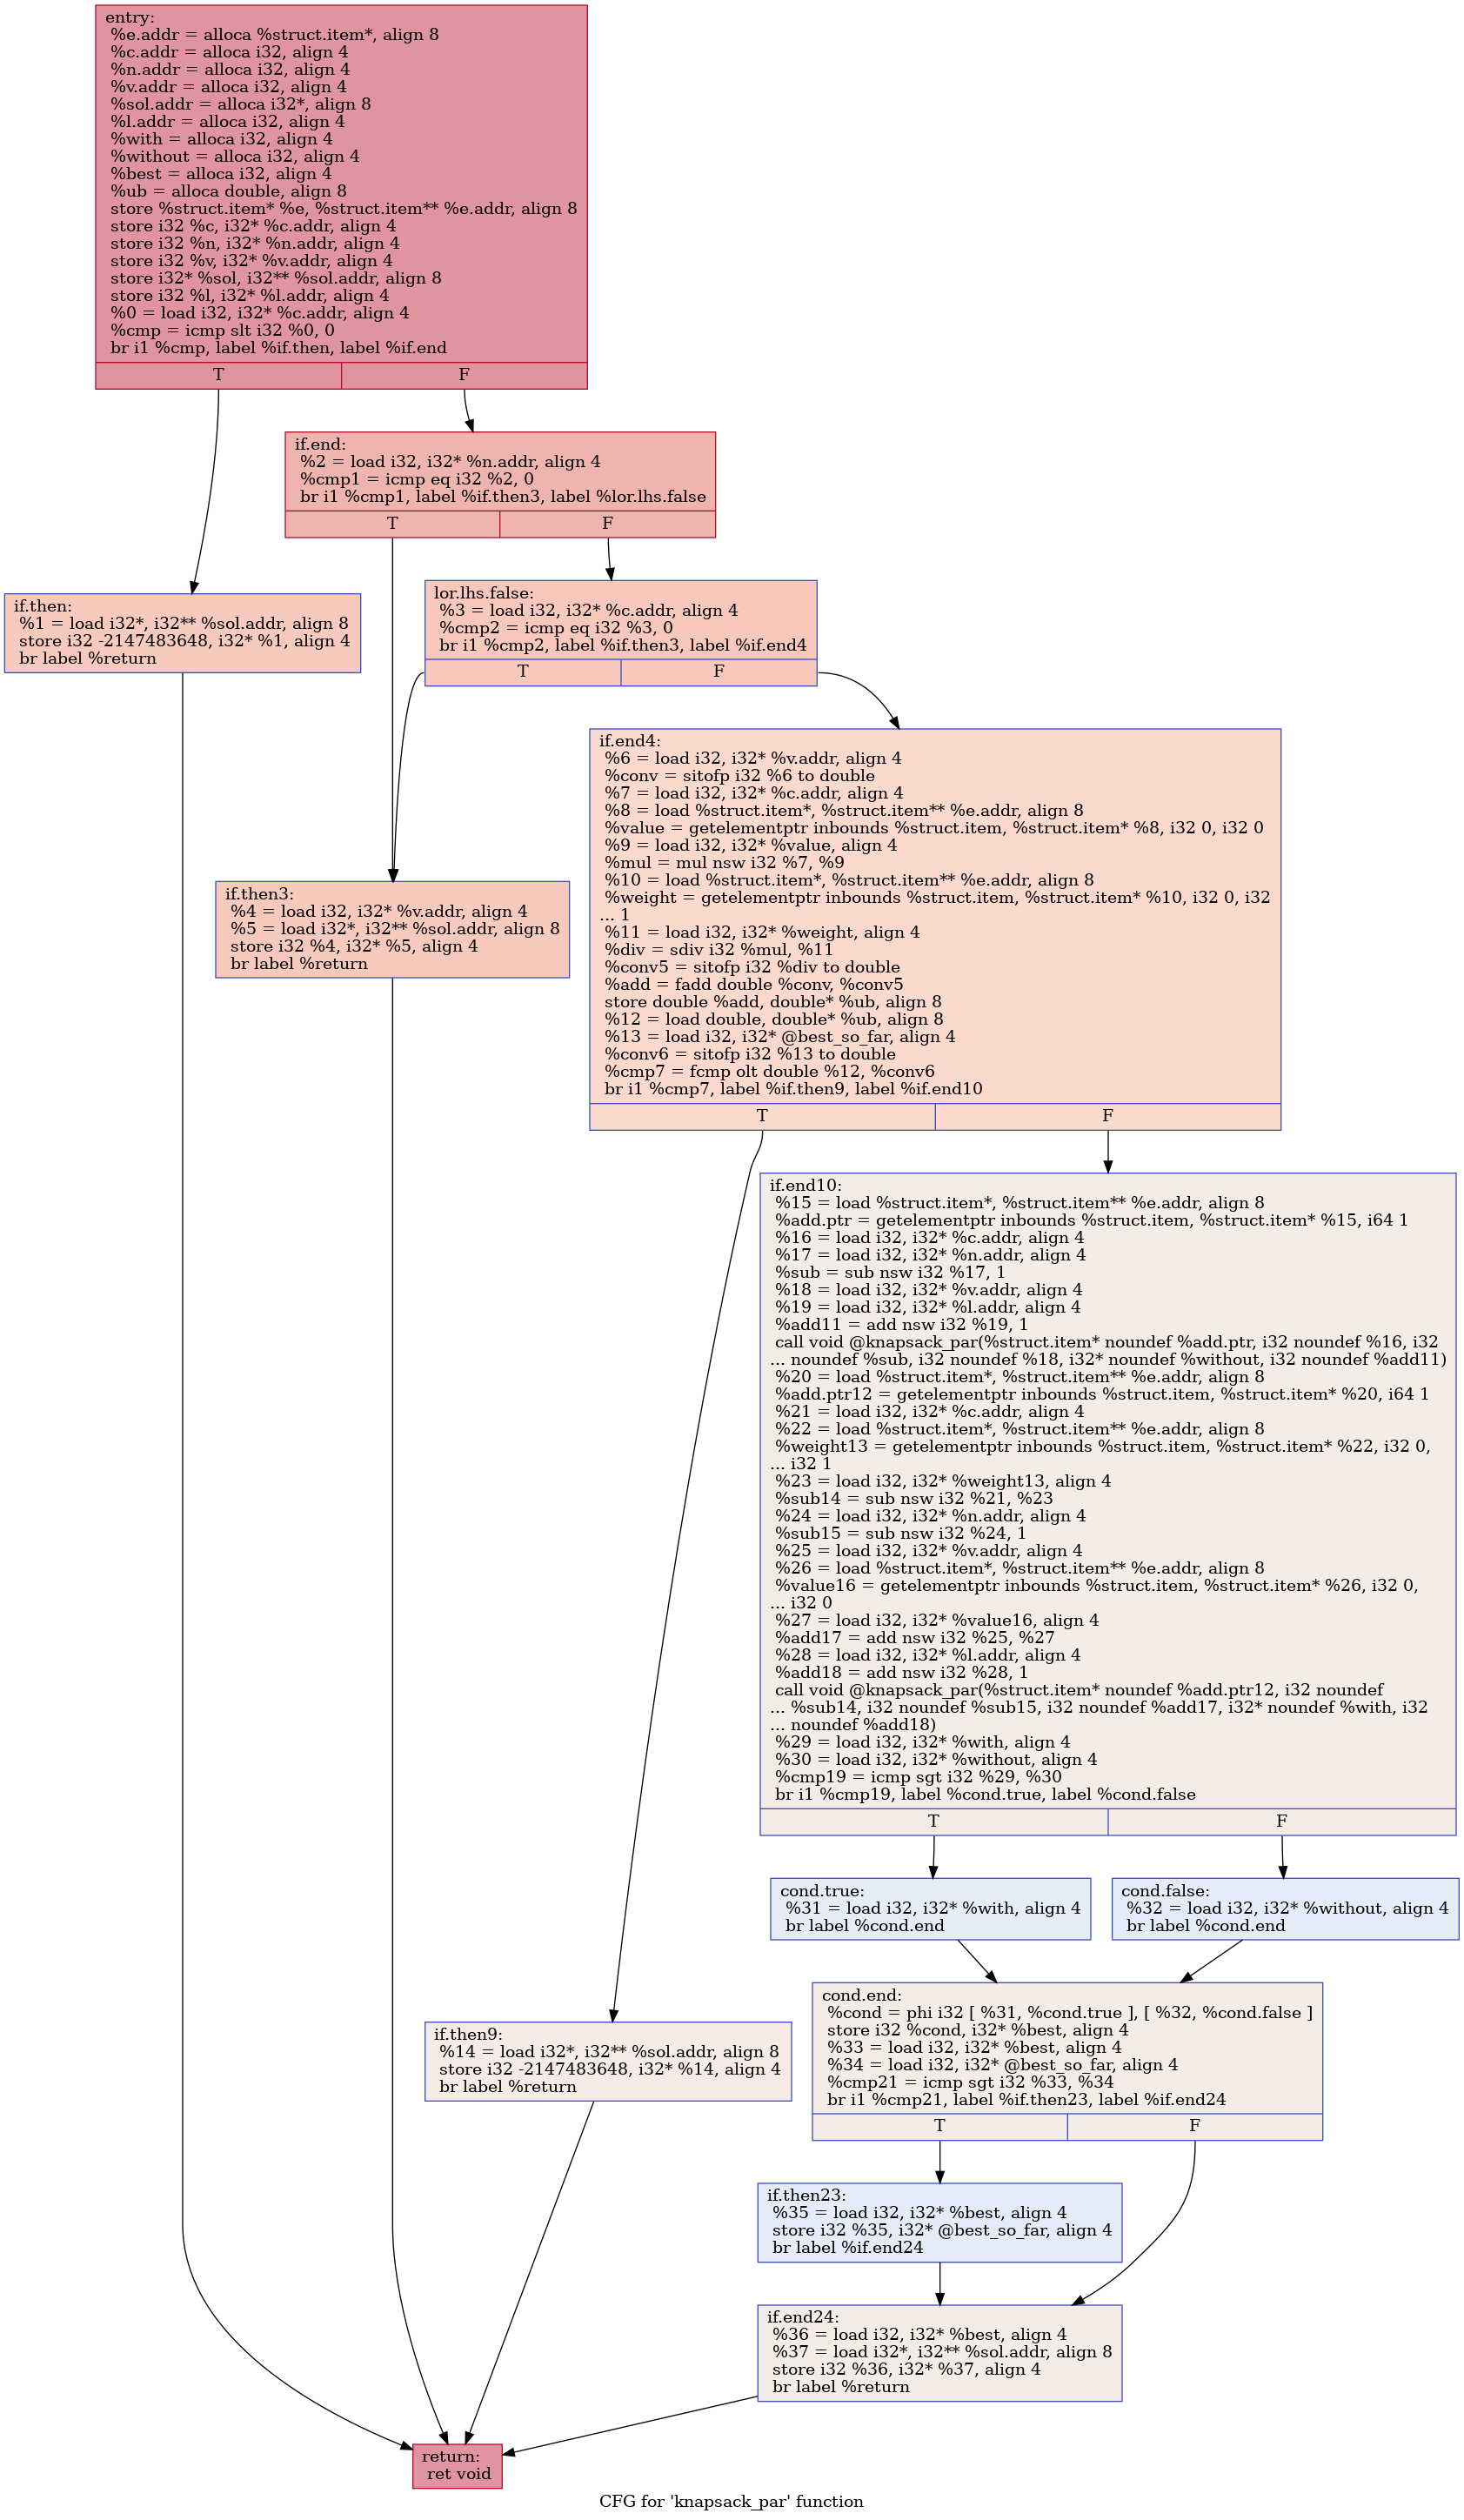 entry:
%e.addr = alloca %struct.item*, align 8
%c.addr = alloca i32, align 4
%n.addr = alloca i32, align 4
%v.addr = alloca i32, align 4
%sol.addr = alloca i32*, align 8
%l.addr = alloca i32, align 4
%with = alloca i32, align 4
%without = alloca i32, align 4
%best = alloca i32, align 4
%ub = alloca double, align 8
store %struct.item* %e, %struct.item** %e.addr, align 8
store i32 %c, i32* %c.addr, align 4
store i32 %n, i32* %n.addr, align 4
store i32 %v, i32* %v.addr, align 4
store i32* %sol, i32** %sol.addr, align 8
store i32 %l, i32* %l.addr, align 4
%0 = load i32, i32* %c.addr, align 4
%cmp = icmp slt i32 %0, 0
br i1 %cmp, label %if.then, label %if.end
T F
if.end:
%2 = load i32, i32* %n.addr, align 4
%cmp1 = icmp eq i32 %2, 0
br i1 %cmp1, label %if.then3, label %lor.lhs.false
T F
if.then:
%1 = load i32*, i32** %sol.addr, align 8
store i32 -2147483648, i32* %1, align 4
br label %return
lor.lhs.false:
%3 = load i32, i32* %c.addr, align 4
%cmp2 = icmp eq i32 %3, 0
br i1 %cmp2, label %if.then3, label %if.end4
T F
if.end4:
%6 = load i32, i32* %v.addr, align 4
%conv = sitofp i32 %6 to double
%7 = load i32, i32* %c.addr, align 4
%8 = load %struct.item*, %struct.item** %e.addr, align 8
%value = getelementptr inbounds %struct.item, %struct.item* %8, i32 0, i32 0
%9 = load i32, i32* %value, align 4
%mul = mul nsw i32 %7, %9
%10 = load %struct.item*, %struct.item** %e.addr, align 8
%weight = getelementptr inbounds %struct.item, %struct.item* %10, i32 0, i32
... 1
%11 = load i32, i32* %weight, align 4
%div = sdiv i32 %mul, %11
%conv5 = sitofp i32 %div to double
%add = fadd double %conv, %conv5
store double %add, double* %ub, align 8
%12 = load double, double* %ub, align 8
%13 = load i32, i32* @best_so_far, align 4
%conv6 = sitofp i32 %13 to double
%cmp7 = fcmp olt double %12, %conv6
br i1 %cmp7, label %if.then9, label %if.end10
T F
if.then3:
%4 = load i32, i32* %v.addr, align 4
%5 = load i32*, i32** %sol.addr, align 8
store i32 %4, i32* %5, align 4
br label %return
if.end10:
%15 = load %struct.item*, %struct.item** %e.addr, align 8
%add.ptr = getelementptr inbounds %struct.item, %struct.item* %15, i64 1
%16 = load i32, i32* %c.addr, align 4
%17 = load i32, i32* %n.addr, align 4
%sub = sub nsw i32 %17, 1
%18 = load i32, i32* %v.addr, align 4
%19 = load i32, i32* %l.addr, align 4
%add11 = add nsw i32 %19, 1
call void @knapsack_par(%struct.item* noundef %add.ptr, i32 noundef %16, i32
... noundef %sub, i32 noundef %18, i32* noundef %without, i32 noundef %add11)
%20 = load %struct.item*, %struct.item** %e.addr, align 8
%add.ptr12 = getelementptr inbounds %struct.item, %struct.item* %20, i64 1
%21 = load i32, i32* %c.addr, align 4
%22 = load %struct.item*, %struct.item** %e.addr, align 8
%weight13 = getelementptr inbounds %struct.item, %struct.item* %22, i32 0,
... i32 1
%23 = load i32, i32* %weight13, align 4
%sub14 = sub nsw i32 %21, %23
%24 = load i32, i32* %n.addr, align 4
%sub15 = sub nsw i32 %24, 1
%25 = load i32, i32* %v.addr, align 4
%26 = load %struct.item*, %struct.item** %e.addr, align 8
%value16 = getelementptr inbounds %struct.item, %struct.item* %26, i32 0,
... i32 0
%27 = load i32, i32* %value16, align 4
%add17 = add nsw i32 %25, %27
%28 = load i32, i32* %l.addr, align 4
%add18 = add nsw i32 %28, 1
call void @knapsack_par(%struct.item* noundef %add.ptr12, i32 noundef
... %sub14, i32 noundef %sub15, i32 noundef %add17, i32* noundef %with, i32
... noundef %add18)
%29 = load i32, i32* %with, align 4
%30 = load i32, i32* %without, align 4
%cmp19 = icmp sgt i32 %29, %30
br i1 %cmp19, label %cond.true, label %cond.false
T F
cond.true:
%31 = load i32, i32* %with, align 4
br label %cond.end
cond.false:
%32 = load i32, i32* %without, align 4
br label %cond.end
cond.end:
%cond = phi i32 [ %31, %cond.true ], [ %32, %cond.false ]
store i32 %cond, i32* %best, align 4
%33 = load i32, i32* %best, align 4
%34 = load i32, i32* @best_so_far, align 4
%cmp21 = icmp sgt i32 %33, %34
br i1 %cmp21, label %if.then23, label %if.end24
T F
if.then9:
%14 = load i32*, i32** %sol.addr, align 8
store i32 -2147483648, i32* %14, align 4
br label %return
if.then23:
%35 = load i32, i32* %best, align 4
store i32 %35, i32* @best_so_far, align 4
br label %if.end24
if.end24:
%36 = load i32, i32* %best, align 4
%37 = load i32*, i32** %sol.addr, align 8
store i32 %36, i32* %37, align 4
br label %return
return:
ret void
CFG for 'knapsack_par' function